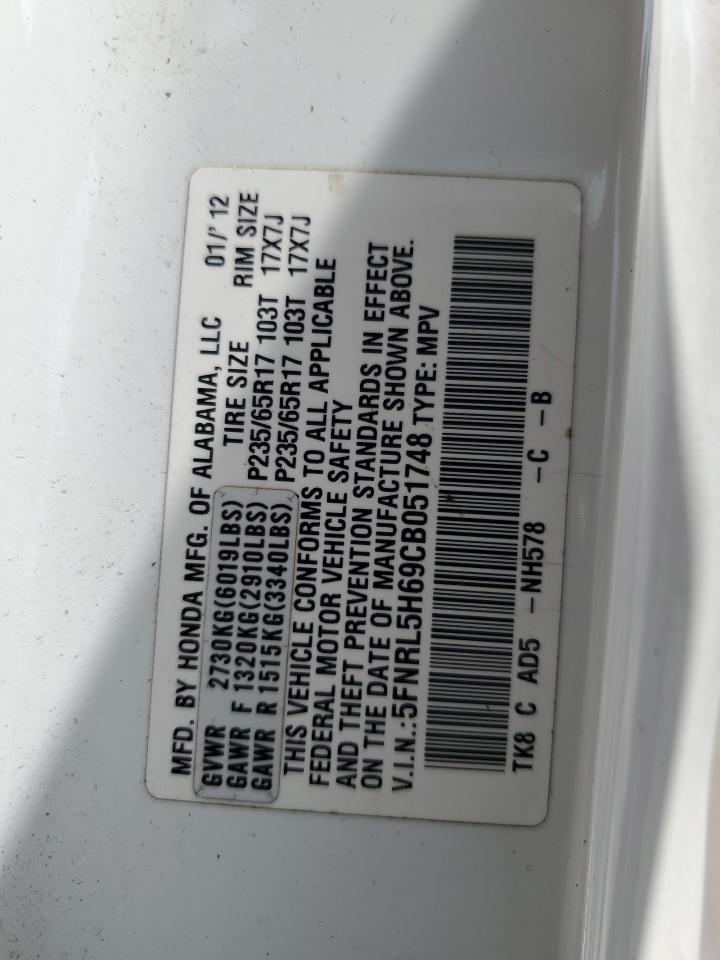 MFD. BY HONDA MFG. OF ALABAMA, LLC 01/12
TIRE SIZE RIM SIZE
GVWR 2730KG(6019LBS)
GAWR F 1320KG(2910LBS) P235/65R17 103T 17X7J
GAWR R 1515KG(3340LBS) P235/65R17 103T 17X7J
THIS VEHICLE CONFORMS TO ALL APPLICABLE
FEDERAL MOTOR VEHICLE SAFETY
AND THEFT PREVENTION STANDARDS IN EFFECT
ON THE DATE OF MANUFACTURE SHOWN ABOVE.
V.I.N.:5FNRL5H69CB051748 TYPE: MPV
TK8 C AD5 -NH578 -C -B